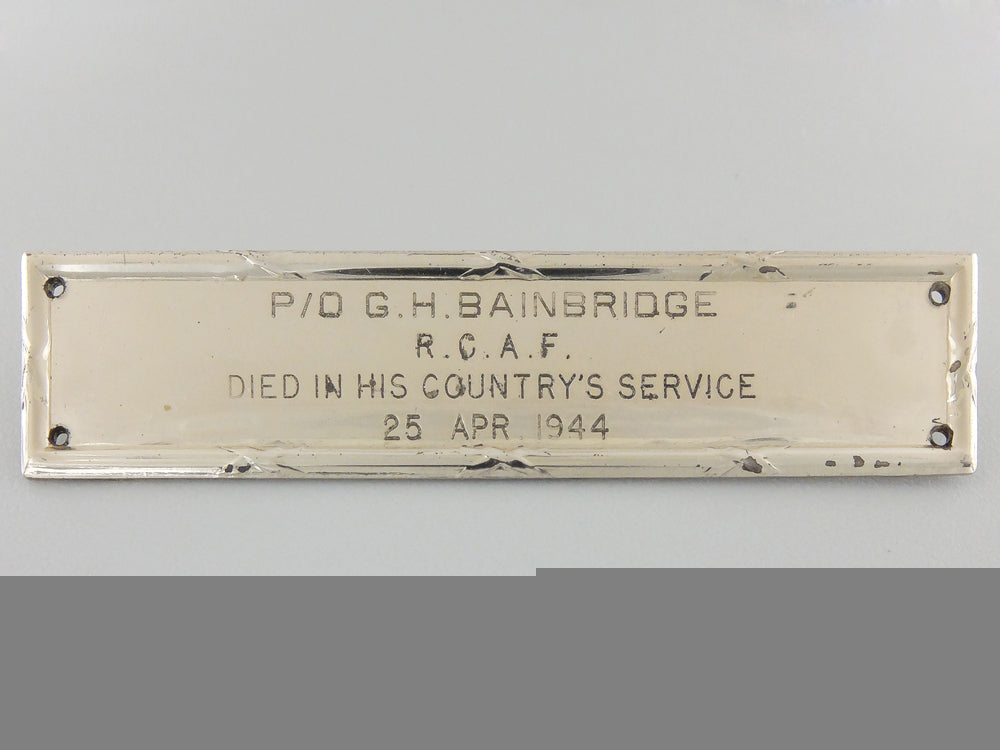 P/O G.H.BAINBRIDGE
R.C.A.F.
DIED IN HIS COUNTRY'S SERVICE
25 APR 1944